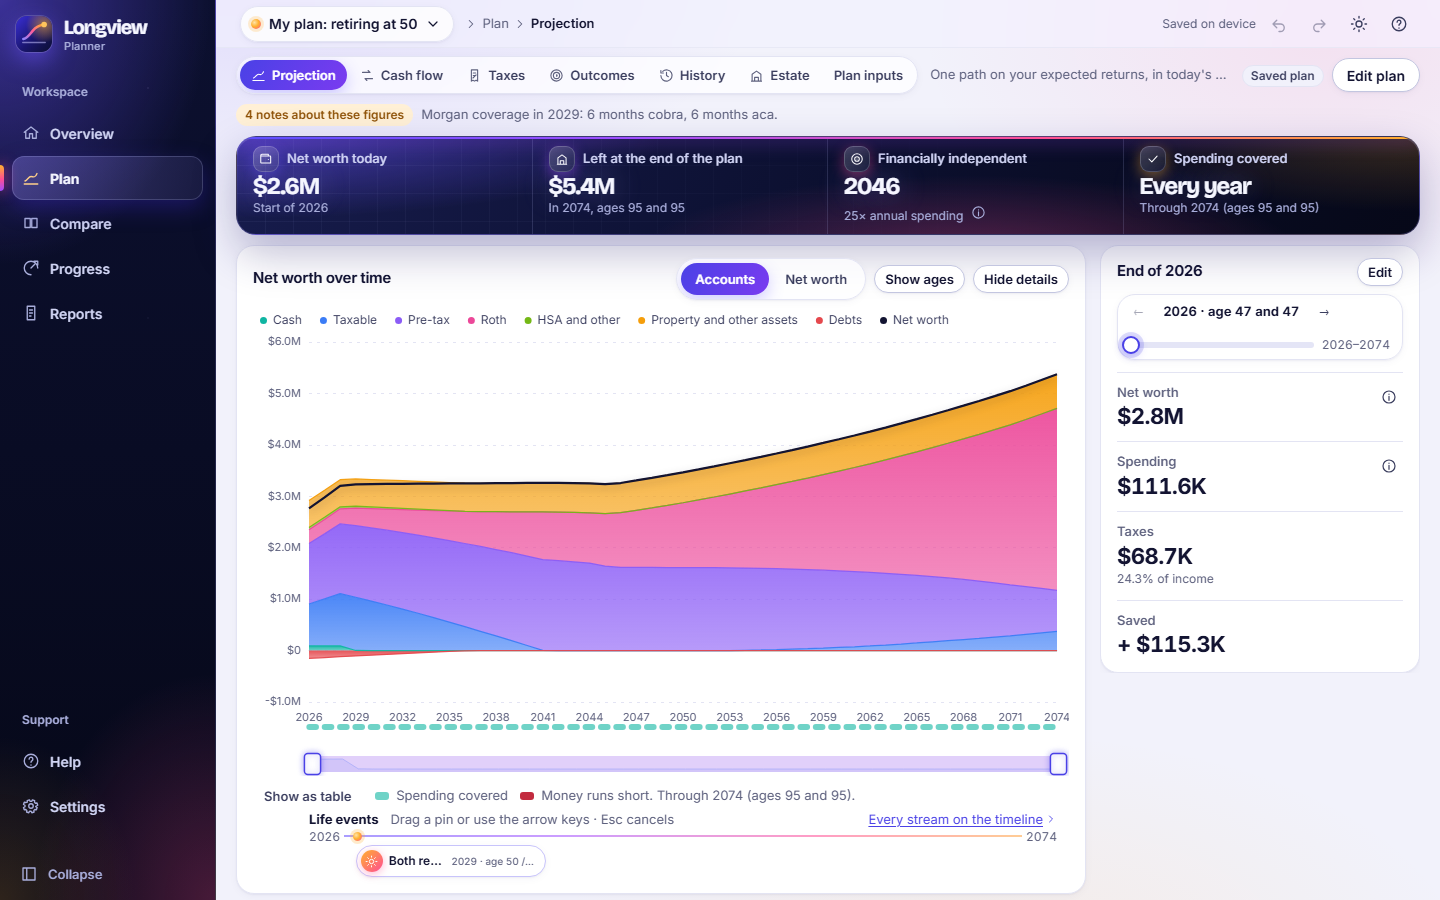 Longview
Planner
Workspace
Overview
Plan
Compare
Progress
Reports
Support
Help
Settings
Collapse
My plan: retiring at 50
Plan
Projection
Saved on device
Projection
Cash flow
Taxes
Outcomes
History
Estate
Plan inputs
One path on your expected returns, in today's ...
Saved plan
Edit plan
4 notes about these figures
Morgan coverage in 2029: 6 months cobra, 6 months aca.
Net worth today
$2.6M
Start of 2026
Left at the end of the plan
$5.4M
In 2074, ages 95 and 95
Financially independent
2046
25× annual spending
Spending covered
Every year
Through 2074 (ages 95 and 95)
Net worth over time
Accounts
Net worth
Show ages
Hide details
Cash
Taxable
Pre-tax
Roth
HSA and other
Property and other assets
Debts
Net worth
$6.0M
$5.0M
$4.0M
$3.0M
$2.0M
$1.0M
$0
-$1.0M
2026 2029 2032 2035 2038 2041 2044 2047 2050 2053 2056 2059 2062 2065 2068 2071 2074
Show as table
Spending covered
Money runs short. Through 2074 (ages 95 and 95).
Life events
Drag a pin or use the arrow keys · Esc cancels
Every stream on the timeline
2026
2074
Both re...
2029 · age 50 /...
End of 2026
Edit
← 2026 · age 47 and 47 →
2026–2074
Net worth
$2.8M
Spending
$111.6K
Taxes
$68.7K
24.3% of income
Saved
+ $115.3K